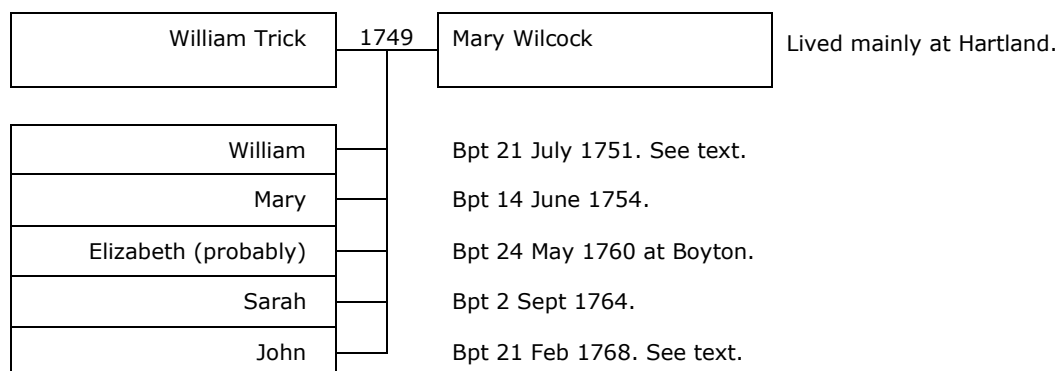 William Trick 1749 Mary Wilcock Lived mainly at Hartland.
William Bpt 21 July 1751. See text.
Mary Bpt 14 June 1754.
Elizabeth (probably) Bpt 24 May 1760 at Boyton.
Sarah Bpt 2 Sept 1764.
John Bpt 21 Feb 1768. See text.